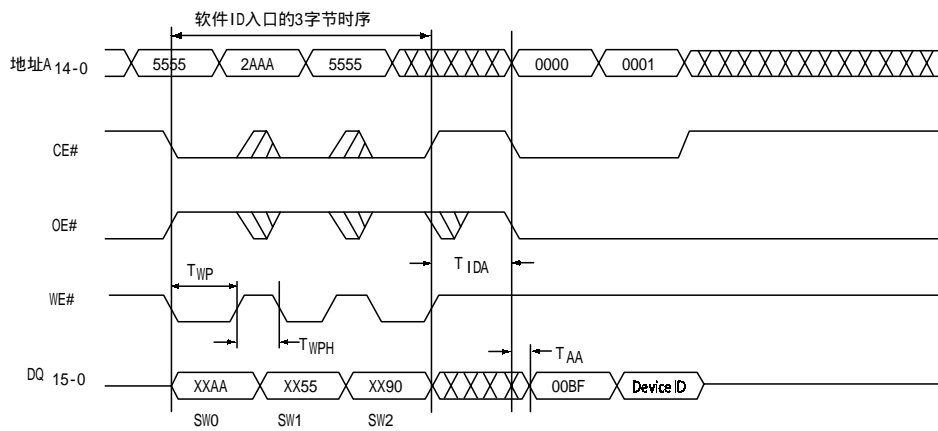 软件ID入口的3字节时序
地址A 14-0 5555 2AAA 5555 0000 0001
CE#
OE#
TIDA
TWP
WE#
TWPH
TAA
DQ 15-0 XXAA XX55 XX90 00BF Device ID
SW0 SW1 SW2